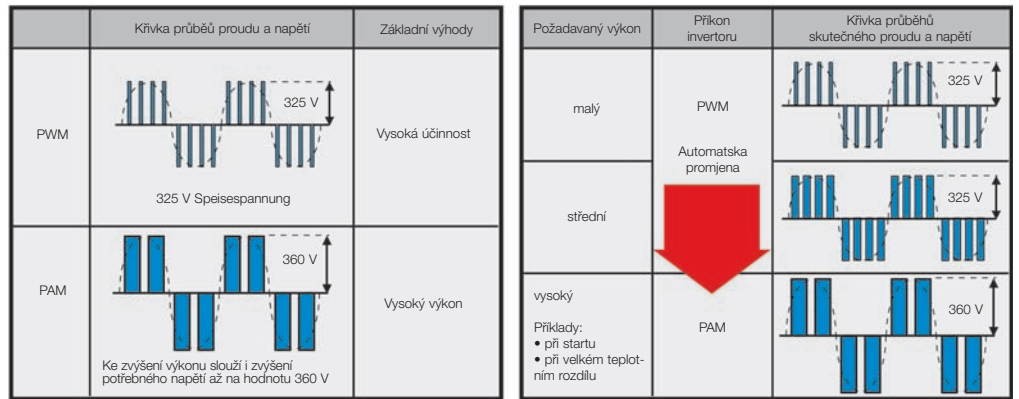 Křivka průběů proudu a napětí
Základní výhody
PWM
325 V
325 V Speisespannung
Vysoká účinnost
PAM
360 V
Ke zvýšení výkonu slouží i zvýšení
potřebného napětí až na hodnotu 360 V
Vysoký výkon
Požadavaný výkon
Příkon
invertoru
Křivka průběhů
skutečného proudu a napětí
malý
PWM
325 V
Automatska
promjena
střední
325 V
vysoký
Příklady:
• při startu
• při velkém teplot-
ním rozdílu
PAM
360 V